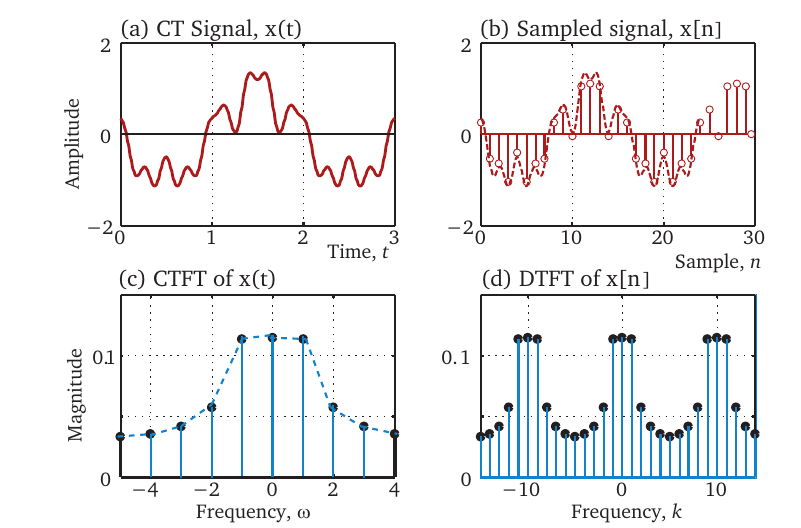 (a) CT Signal, x(t)
(b) Sampled signal, x[n]
2
0
−2
Amplitude
0 1 2 3
Time, t
2
0
−2
0 10 20 30
Sample, n
(c) CTFT of x(t)
(d) DTFT of x[n]
0.1
0
Magnitude
−4 −2 0 2 4
Frequency, ω
0.1
0
−10 0 10
Frequency, k